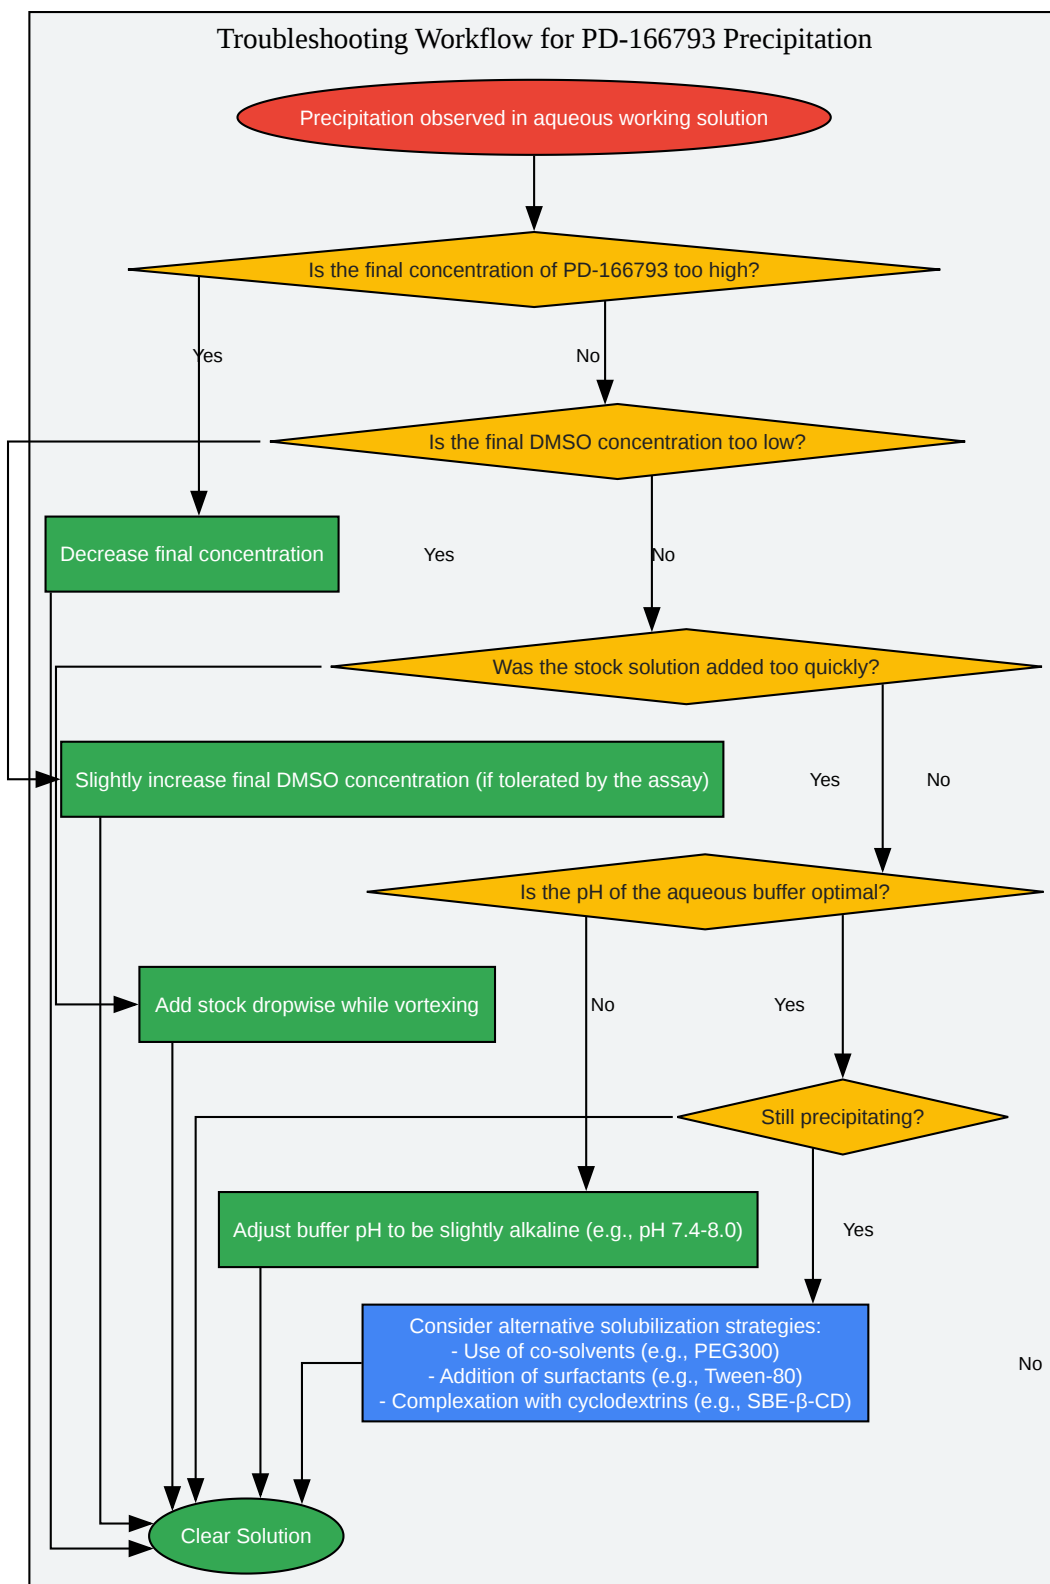 Troubleshooting Workflow for PD-166793 Precipitation
Precipitation observed in aqueous working solution
Is the final concentration of PD-166793 too high?
Yes
No
Is the final DMSO concentration too low?
Decrease final concentration
Yes
No
Was the stock solution added too quickly?
Slightly increase final DMSO concentration (if tolerated by the assay)
Yes
No
Is the pH of the aqueous buffer optimal?
Add stock dropwise while vortexing
No
Yes
Still precipitating?
Adjust buffer pH to be slightly alkaline (e.g., pH 7.4-8.0)
Yes
Consider alternative solubilization strategies:
- Use of co-solvents (e.g., PEG300)
- Addition of surfactants (e.g., Tween-80)
- Complexation with cyclodextrins (e.g., SBE-β-CD)
No
Clear Solution